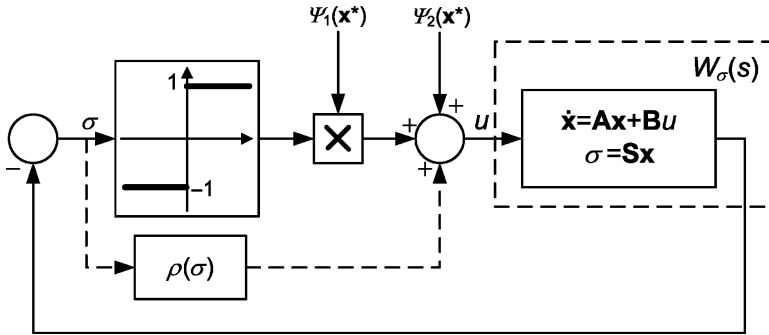 Ψ₁(x*)
Ψ₂(x*)
Wσ(s)
σ
1
−1
+
+
+
u
ẋ=Ax+Bu
σ=Sx
−
ρ(σ)